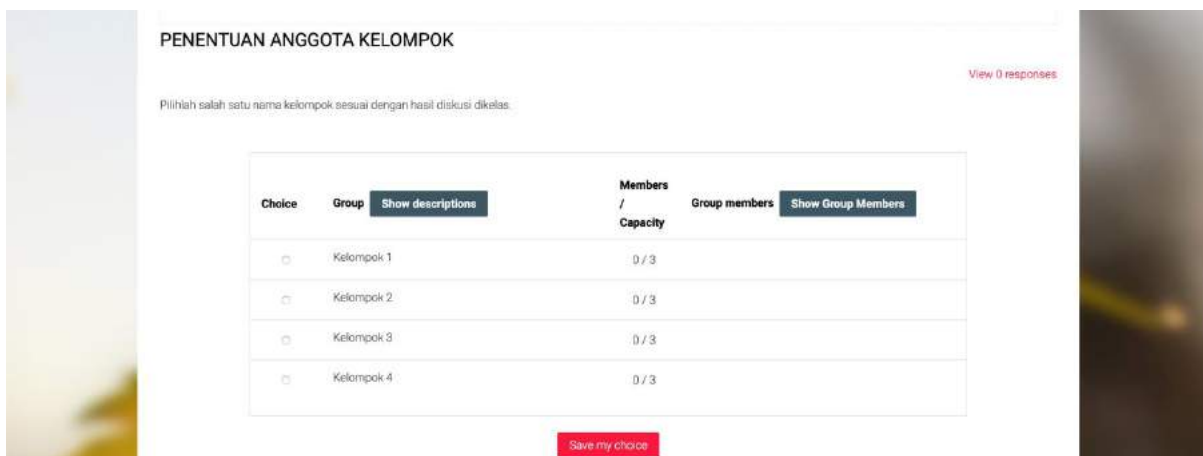 PENENTUAN ANGGOTA KELOMPOK
View 0 responses
Pilihlah salah satu nama kelompok sesuai dengan hasil diskusi dikelas.
Choice Group Show descriptions Members / Capacity Group members Show Group Members
Kelompok 1 0 / 3
Kelompok 2 0 / 3
Kelompok 3 0 / 3
Kelompok 4 0 / 3
Save my choice